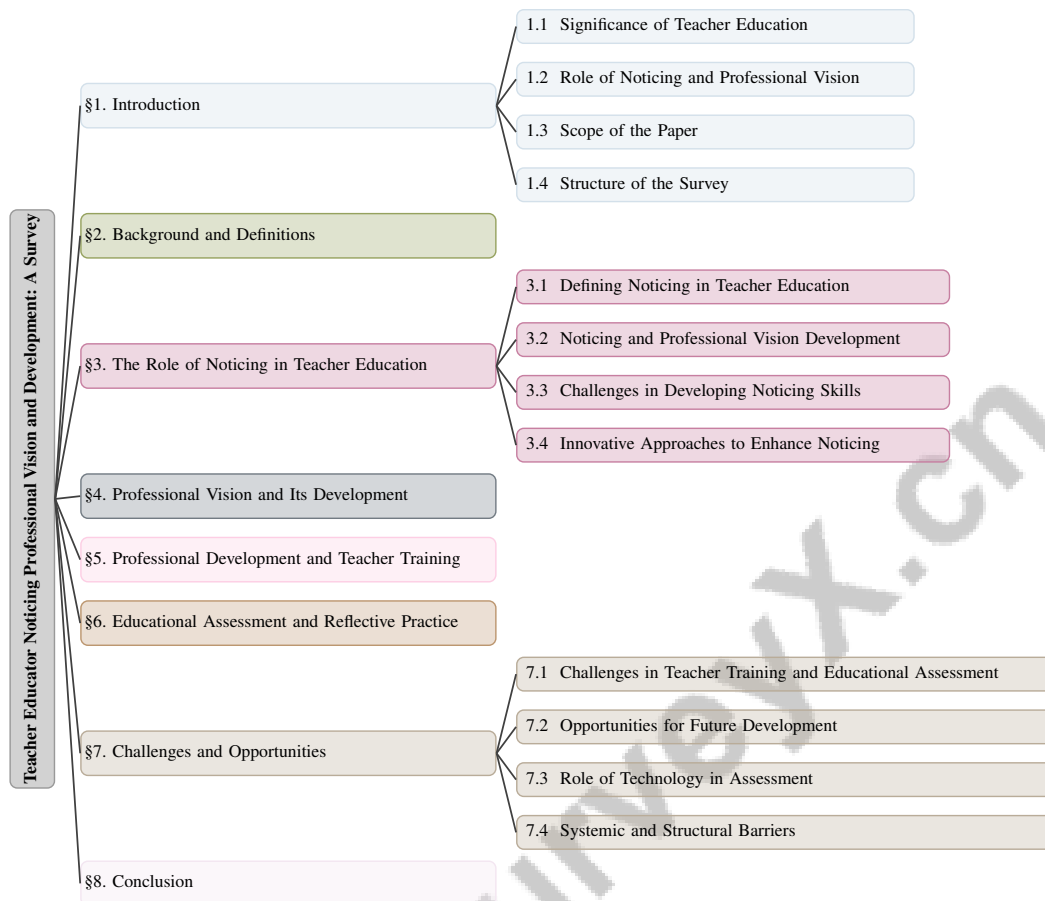 Teacher Educator Noticing Professional Vision and Development: A Survey
§1. Introduction
1.1 Significance of Teacher Education
1.2 Role of Noticing and Professional Vision
1.3 Scope of the Paper
1.4 Structure of the Survey
§2. Background and Definitions
§3. The Role of Noticing in Teacher Education
3.1 Defining Noticing in Teacher Education
3.2 Noticing and Professional Vision Development
3.3 Challenges in Developing Noticing Skills
3.4 Innovative Approaches to Enhance Noticing
§4. Professional Vision and Its Development
§5. Professional Development and Teacher Training
§6. Educational Assessment and Reflective Practice
§7. Challenges and Opportunities
7.1 Challenges in Teacher Training and Educational Assessment
7.2 Opportunities for Future Development
7.3 Role of Technology in Assessment
7.4 Systemic and Structural Barriers
§8. Conclusion
urveyx.cn